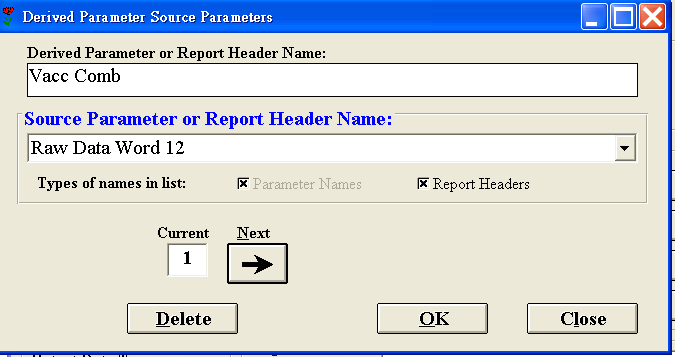 Derived Parameter Source Parameters
Derived Parameter or Report Header Name:
Vacc Comb
Source Parameter or Report Header Name:
Raw Data Word 12
Types of names in list: Parameter Names Report Headers
Current Next
1
Delete OK Close